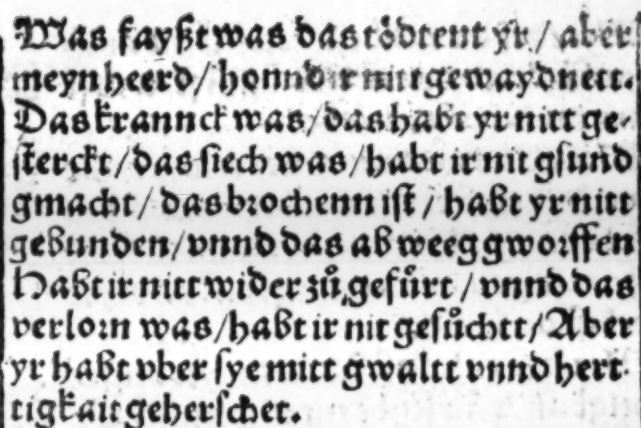 Was fayßt was das tödtent yr / aber
meyn heerd / honnd ir nitt gewaydnett.
Das krannck was / das habt yr nitt ge⸗
sterckt / das siech was / habt ir nit gsund
gmacht / das brochenn ist / habt yr nitt
gebunden / vnnd das ab weeg gworffen
Habt ir nitt wider zů gefůrt / vnnd das
verlorn was / habt ir nit gesůchtt / Aber
yr habt vber sye mitt gwaltt vnnd hert⸗
tigkait geherschet.